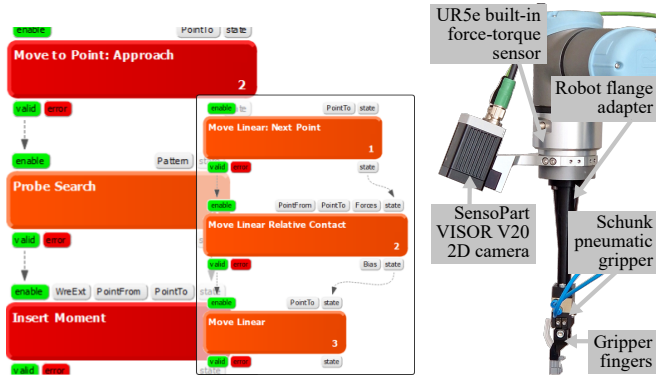 enable PointTo state
Move to Point: Approach
2
valid error
enable Pattern
Probe Search
valid error
enable WreExt PointFrom PointTo state
Insert Moment
valid error
enable PointTo state
Move Linear: Next Point
1
valid error state
enable PointFrom PointTo Forces state
Move Linear Relative Contact
2
valid error Bias state
enable PointTo state
Move Linear
3
valid error state
UR5e built-in
force-torque
sensor
Robot flange
adapter
SensoPart
VISOR V20
2D camera
Schunk
pneumatic
gripper
Gripper
fingers